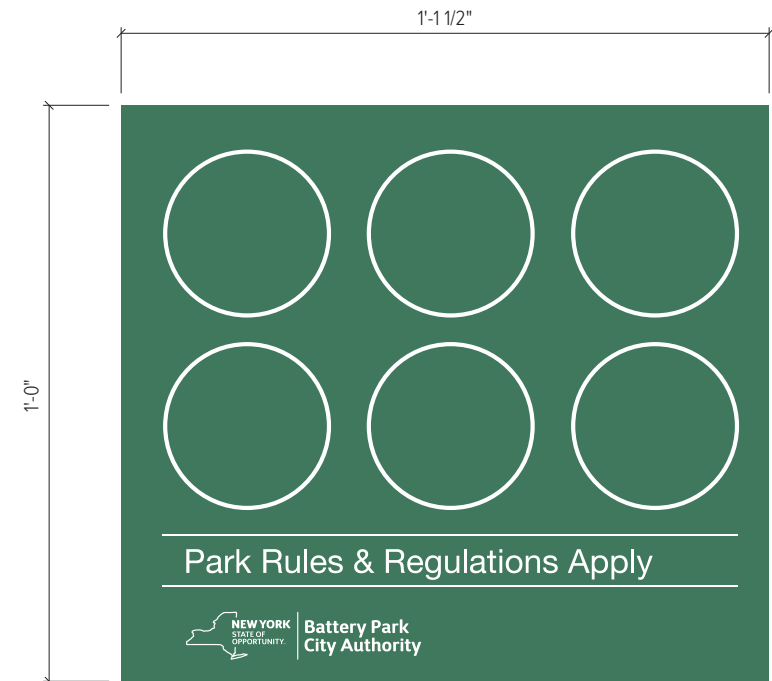 1'-1 1/2"
1'-0"
Park Rules & Regulations Apply
NEW YORK
STATE OF
OPPORTUNITY.
Battery Park
City Authority